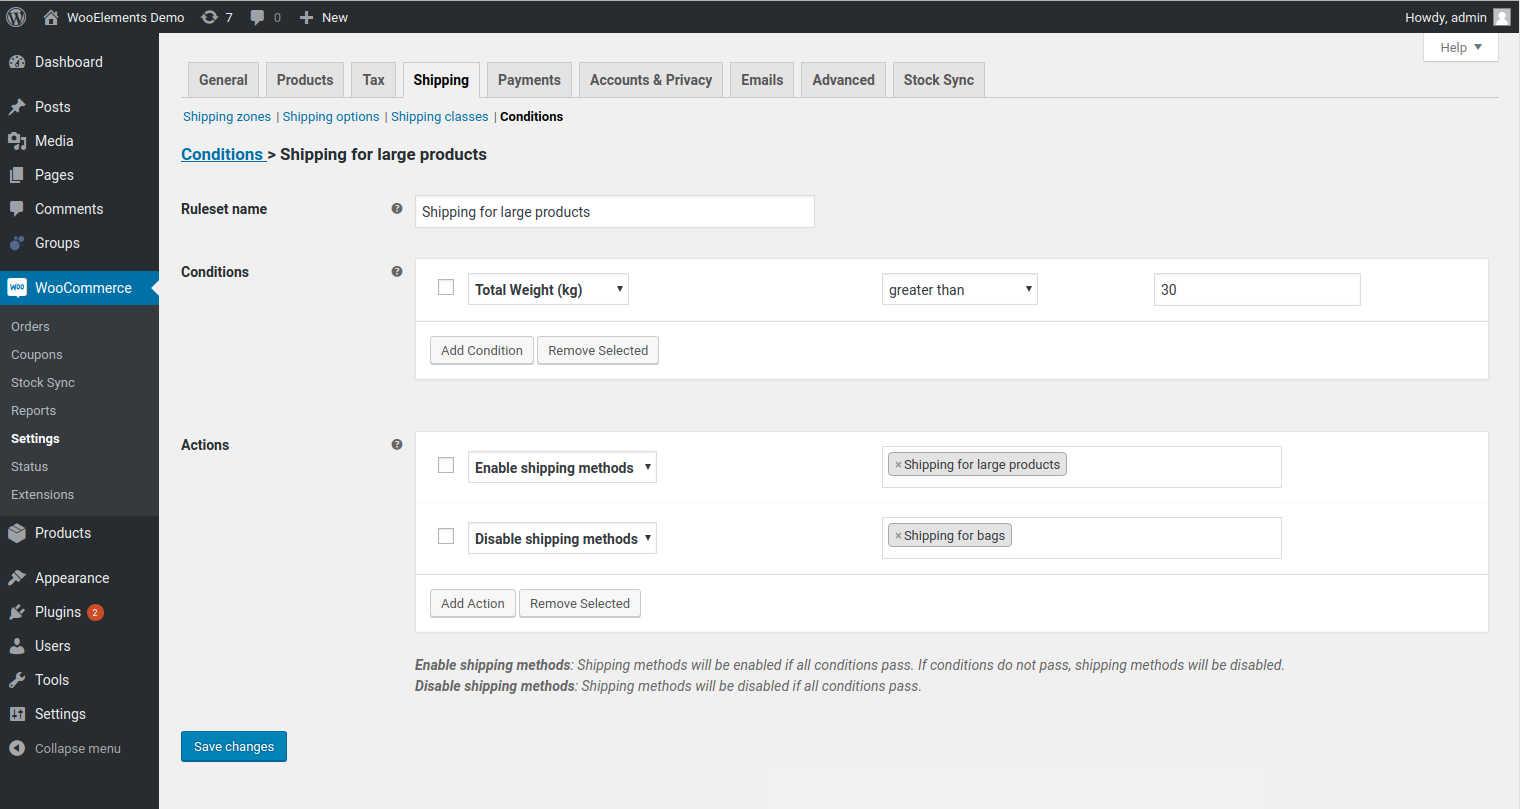 WooElements Demo 7 0 New Howdy, admin
Help
Dashboard
Posts
Media
Pages
Comments
Groups
WooCommerce
Orders
Coupons
Stock Sync
Reports
Settings
Status
Extensions
Products
Appearance
Plugins 2
Users
Tools
Settings
Collapse menu
General Products Tax Shipping Payments Accounts & Privacy Emails Advanced Stock Sync
Shipping zones | Shipping options | Shipping classes | Conditions
Conditions > Shipping for large products
Ruleset name ? Shipping for large products
Conditions ? Total Weight (kg) greater than 30
Add Condition Remove Selected
Actions ? Enable shipping methods ×Shipping for large products
Disable shipping methods ×Shipping for bags
Add Action Remove Selected
Enable shipping methods: Shipping methods will be enabled if all conditions pass. If conditions do not pass, shipping methods will be disabled.
Disable shipping methods: Shipping methods will be disabled if all conditions pass.
Save changes